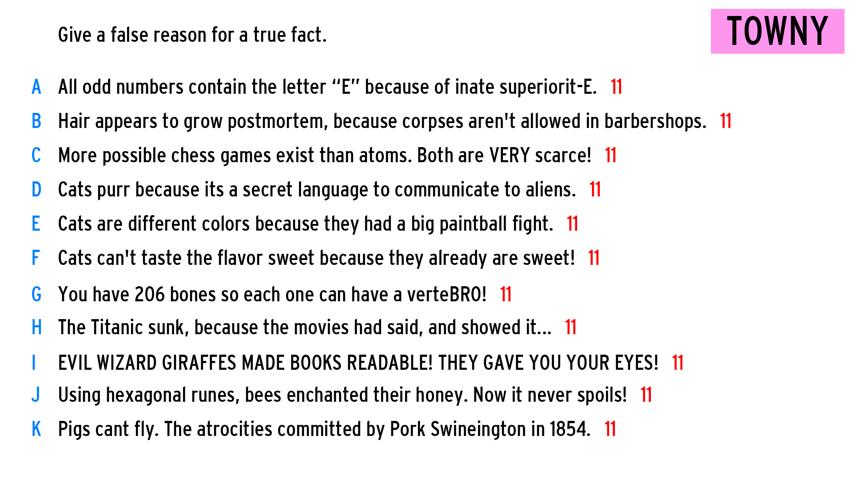 Give a false reason for a true fact.
TOWNY
A All odd numbers contain the letter “E” because of inate superiorit-E. 11
B Hair appears to grow postmortem, because corpses aren't allowed in barbershops. 11
C More possible chess games exist than atoms. Both are VERY scarce! 11
D Cats purr because its a secret language to communicate to aliens. 11
E Cats are different colors because they had a big paintball fight. 11
F Cats can't taste the flavor sweet because they already are sweet! 11
G You have 206 bones so each one can have a verteBRO! 11
H The Titanic sunk, because the movies had said, and showed it... 11
I EVIL WIZARD GIRAFFES MADE BOOKS READABLE! THEY GAVE YOU YOUR EYES! 11
J Using hexagonal runes, bees enchanted their honey. Now it never spoils! 11
K Pigs cant fly. The atrocities committed by Pork Swineington in 1854. 11